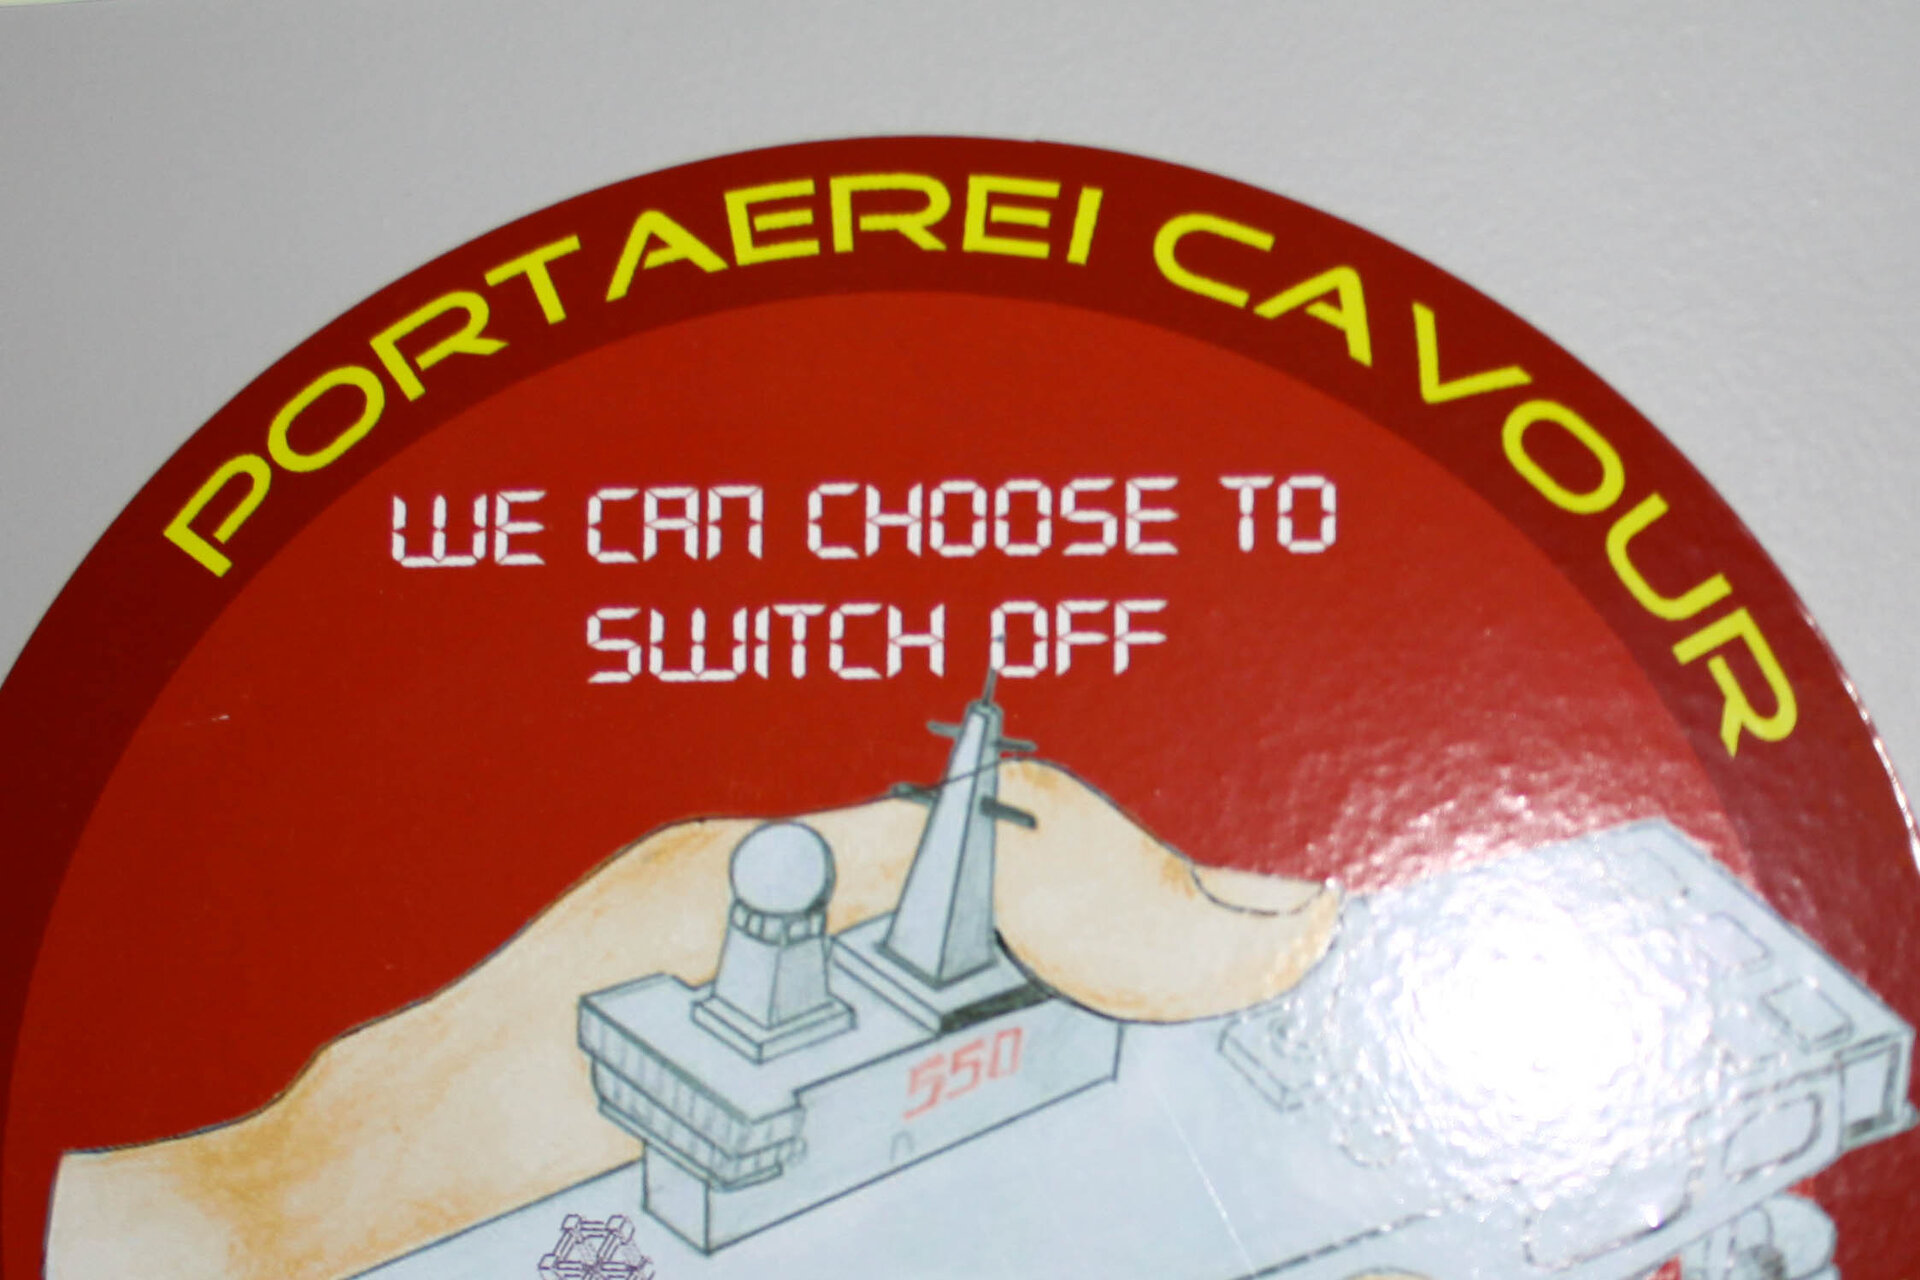 PORTAEREI CAVOUR
WE CAN CHOOSE TO
SWITCH OFF
550